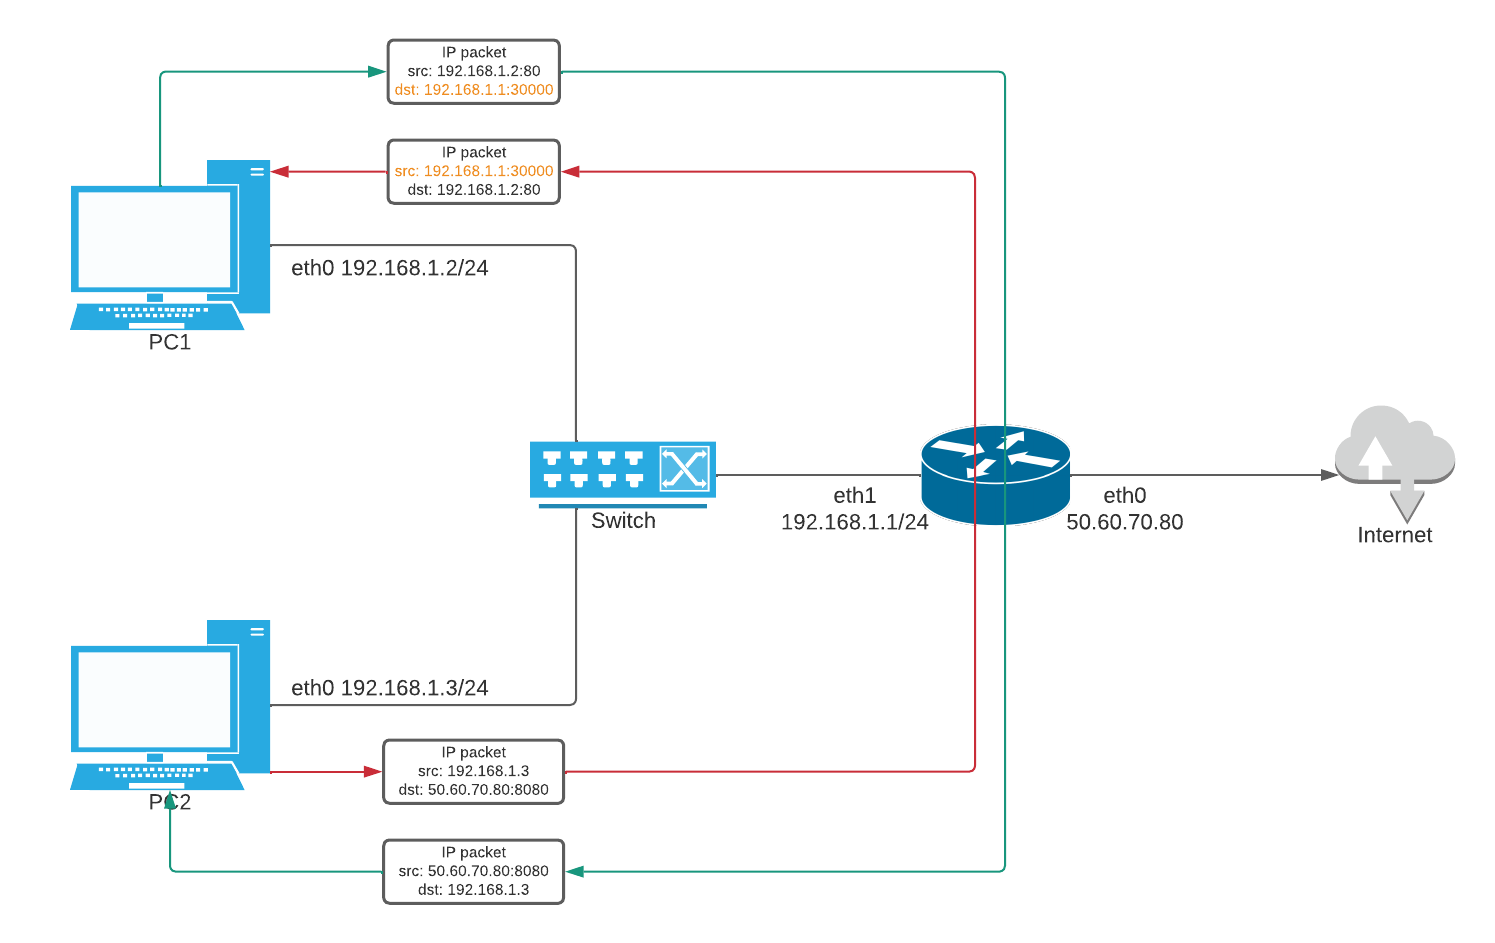 IP packet
src: 192.168.1.2:80
dst: 192.168.1.1:30000
IP packet
src: 192.168.1.1:30000
dst: 192.168.1.2:80
eth0 192.168.1.2/24
PC1
Switch
eth1
192.168.1.1/24
eth0
50.60.70.80
Internet
eth0 192.168.1.3/24
IP packet
src: 192.168.1.3
dst: 50.60.70.80:8080
PC2
IP packet
src: 50.60.70.80:8080
dst: 192.168.1.3